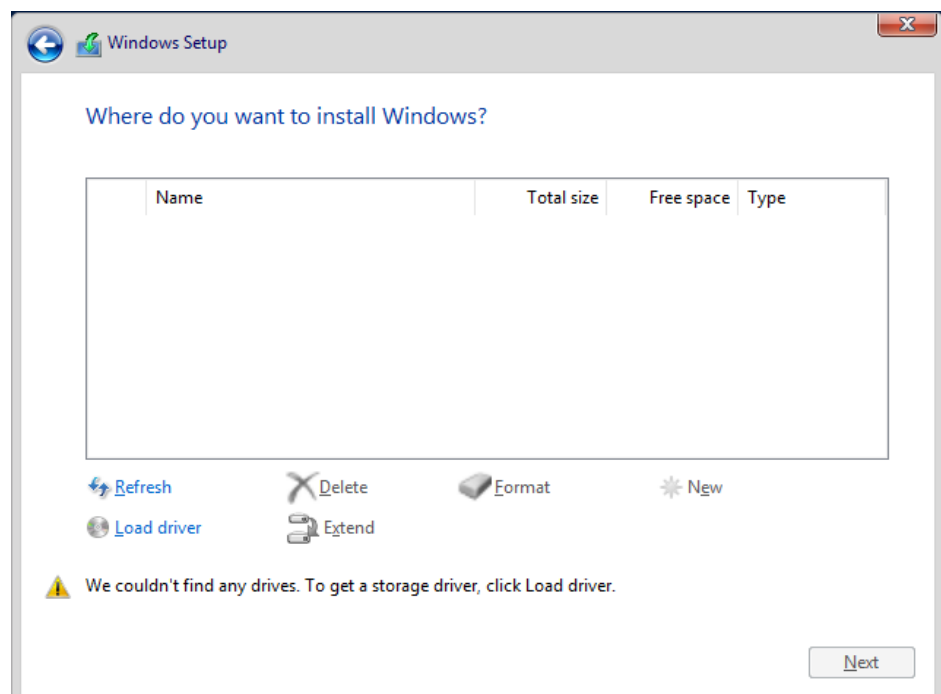 Windows Setup
Where do you want to install Windows?
Name Total size Free space Type
Refresh Delete Format New
Load driver Extend
We couldn't find any drives. To get a storage driver, click Load driver.
Next